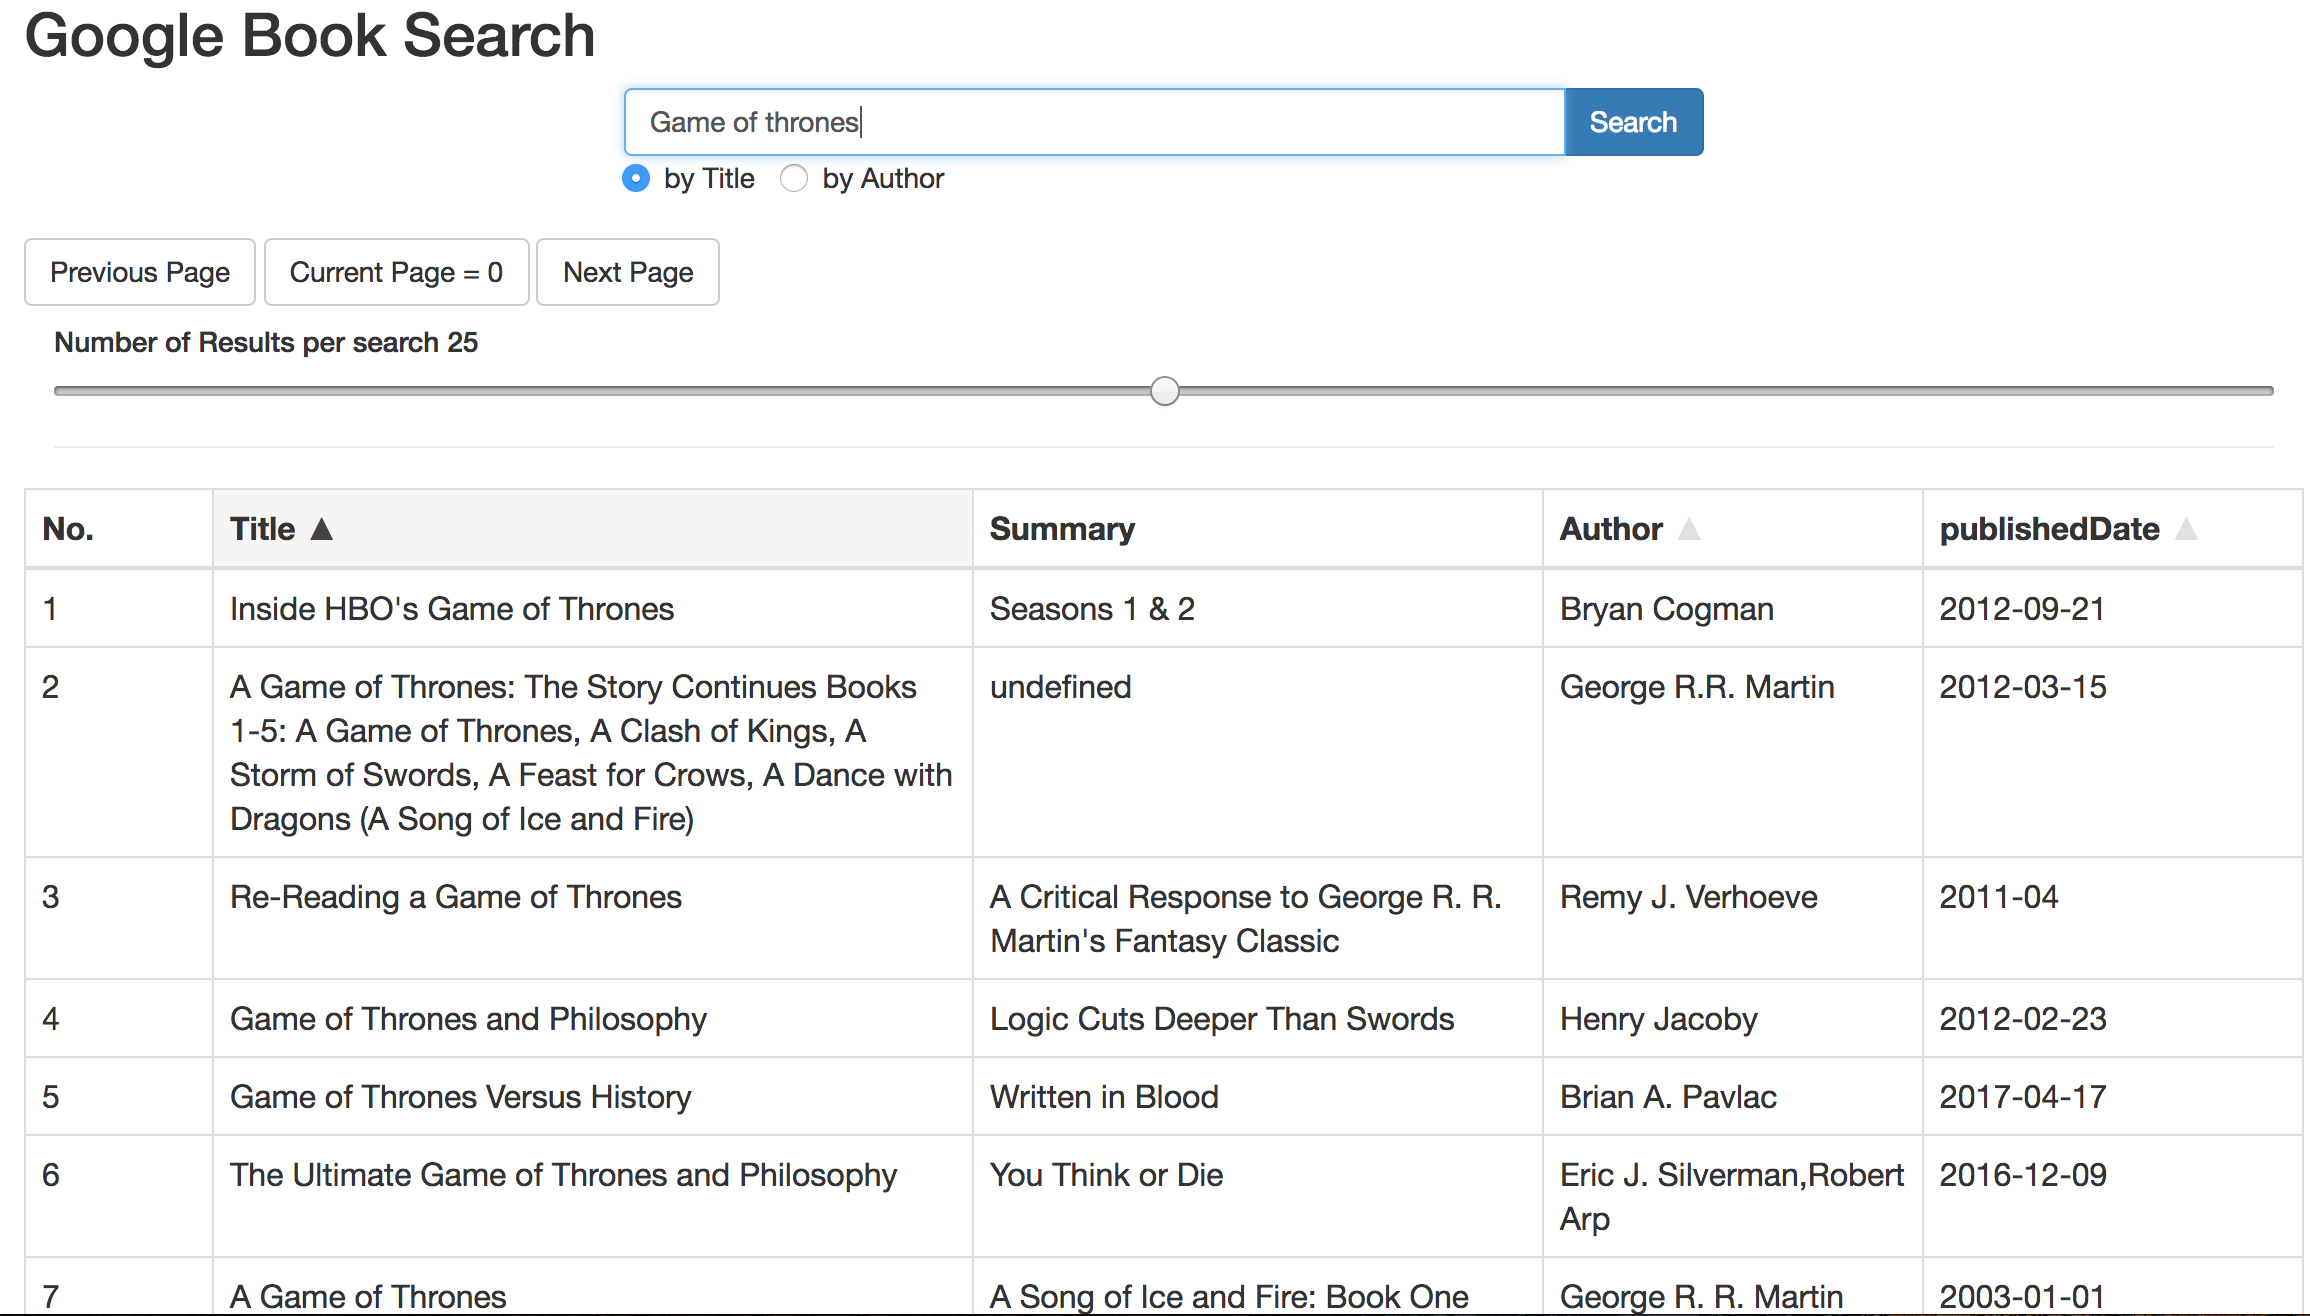 Google Book Search
Game of thrones
Search
by Title by Author
Previous Page Current Page = 0 Next Page
Number of Results per search 25
No. Title ▲ Summary Author ▲ publishedDate ▲
1 Inside HBO's Game of Thrones Seasons 1 & 2 Bryan Cogman 2012-09-21
2 A Game of Thrones: The Story Continues Books undefined George R.R. Martin 2012-03-15
1-5: A Game of Thrones, A Clash of Kings, A
Storm of Swords, A Feast for Crows, A Dance with
Dragons (A Song of Ice and Fire)
3 Re-Reading a Game of Thrones A Critical Response to George R. R. Remy J. Verhoeve 2011-04
Martin's Fantasy Classic
4 Game of Thrones and Philosophy Logic Cuts Deeper Than Swords Henry Jacoby 2012-02-23
5 Game of Thrones Versus History Written in Blood Brian A. Pavlac 2017-04-17
6 The Ultimate Game of Thrones and Philosophy You Think or Die Eric J. Silverman,Robert 2016-12-09
Arp
7 A Game of Thrones A Song of Ice and Fire: Book One George R. R. Martin 2003-01-01